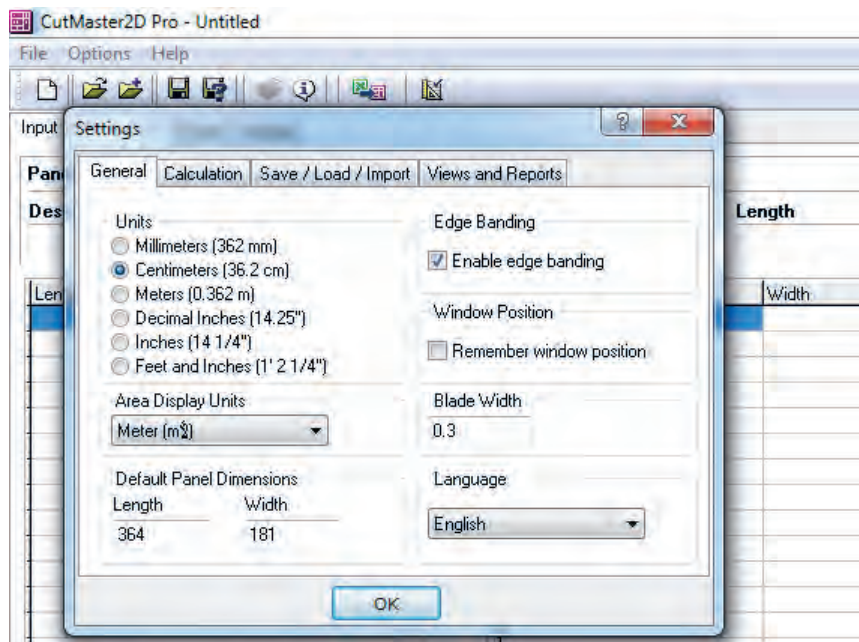 CutMaster2D Pro - Untitled
File Options Help
Input
Settings
General Calculation Save / Load / Import Views and Reports
Pan
Des
Length
Len
Width
Units
Millimeters (362 mm)
Centimeters (36.2 cm)
Meters (0.362 m)
Decimal Inches (14.25")
Inches (14 1/4")
Feet and Inches (1' 2 1/4")
Area Display Units
Meter
Default Panel Dimensions
Length Width
364 181
Edge Banding
Enable edge banding
Window Position
Remember window position
Blade Width
0.3
Language
English
OK